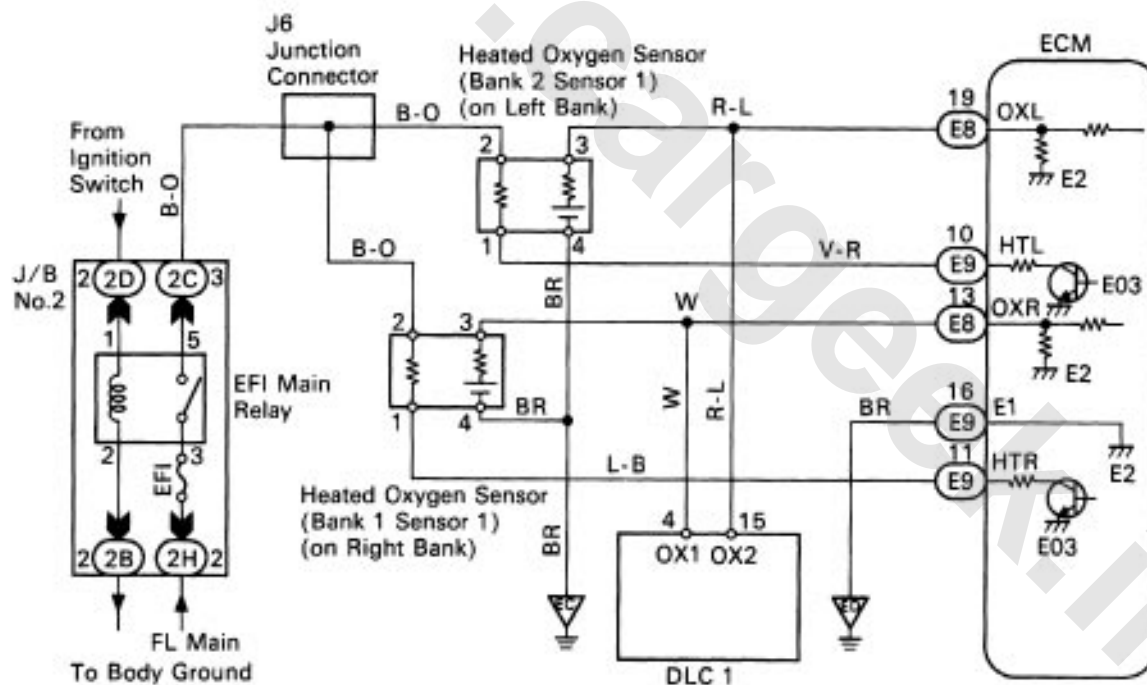 J6
Junction
Connector
Heated Oxygen Sensor
(Bank 2 Sensor 1)
(on Left Bank)
ECM
From
Ignition
Switch
B-O
B-O
R-L
19
E8
OXL
E2
2
3
1
4
B-O
V-R
10
E9
HTL
E03
J/B
No.2
2
2D
2C
3
1
5
EFI Main
Relay
2
3
EFI
2
2B
2H
2
FL Main
To Body Ground
BR
W
13
E8
OXR
E2
2
3
1
4
BR
W
R-L
BR
16
E9
E1
E2
L-B
11
E9
HTR
E03
Heated Oxygen Sensor
(Bank 1 Sensor 1)
(on Right Bank)
BR
4
15
OX1
OX2
EC
ED
DLC 1
.cargeek.ir